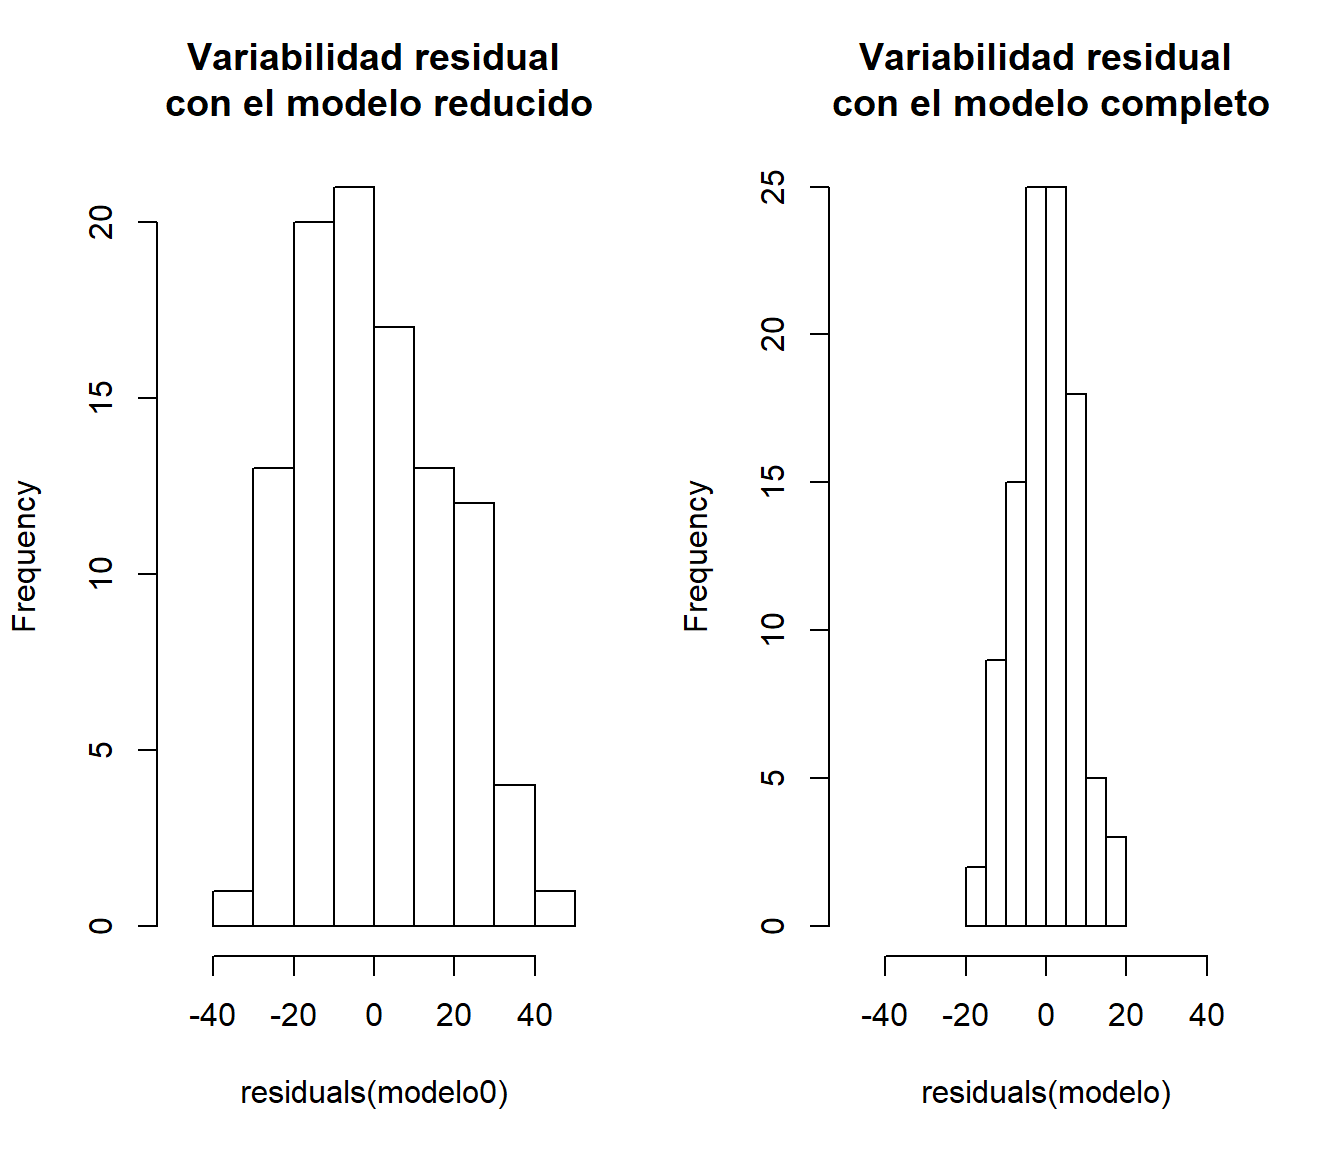 Variabilidad residual
con el modelo reducido
Frequency
20
15
10
5
0
-40 -20 0 20 40
residuals(modelo0)
Variabilidad residual
con el modelo completo
Frequency
25
20
15
10
5
0
-40 -20 0 20 40
residuals(modelo)